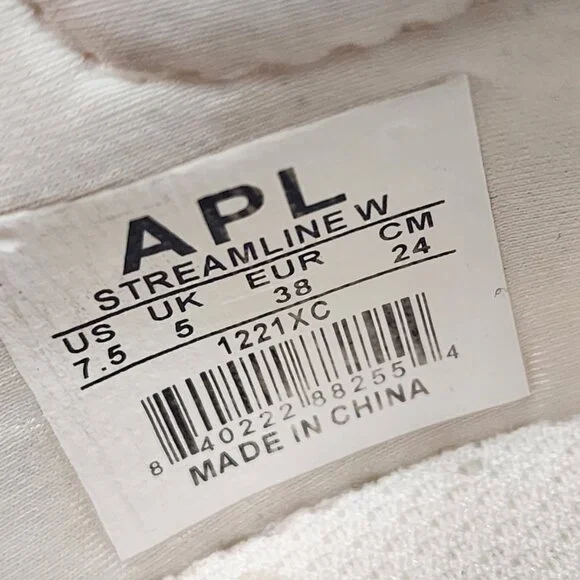 APL
STREAMLINE W
US UK EUR CM
7.5 5 38 24
1221XC
8 40222 88255 4
MADE IN CHINA